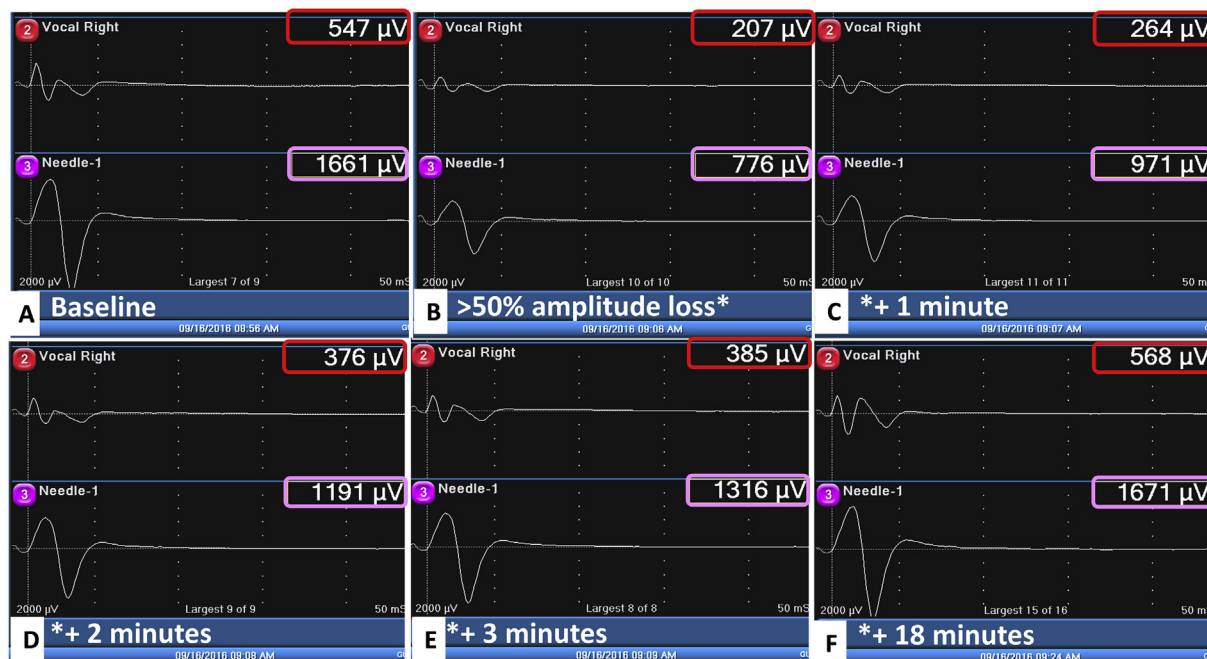 2 Vocal Right 547 µV
3 Needle-1 1661 µV
2000 µV Largest 7 of 9 50 mS
A Baseline
09/16/2016 08:56 AM
2 Vocal Right 207 µV
3 Needle-1 776 µV
2000 µV Largest 10 of 10 50 mS
B >50% amplitude loss*
09/16/2016 09:06 AM
2 Vocal Right 264 µV
3 Needle-1 971 µV
2000 µV Largest 11 of 11 50 mS
C *+ 1 minute
09/16/2016 09:07 AM
2 Vocal Right 376 µV
3 Needle-1 1191 µV
2000 µV Largest 9 of 9 50 mS
D *+ 2 minutes
09/16/2016 09:08 AM
2 Vocal Right 385 µV
3 Needle-1 1316 µV
2000 µV Largest 8 of 8 50 mS
E *+ 3 minutes
09/16/2016 09:09 AM
2 Vocal Right 568 µV
3 Needle-1 1671 µV
2000 µV Largest 15 of 16 50 mS
F *+ 18 minutes
09/16/2016 09:24 AM